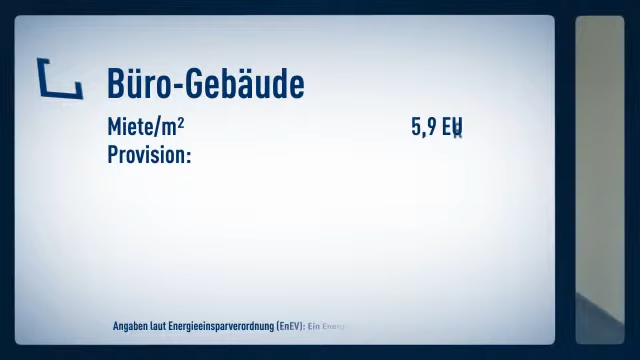 Büro-Gebäude
Miete/m² 5,9
Provision:
Angaben laut Energieeinsparverordnung (EnEV): Ein